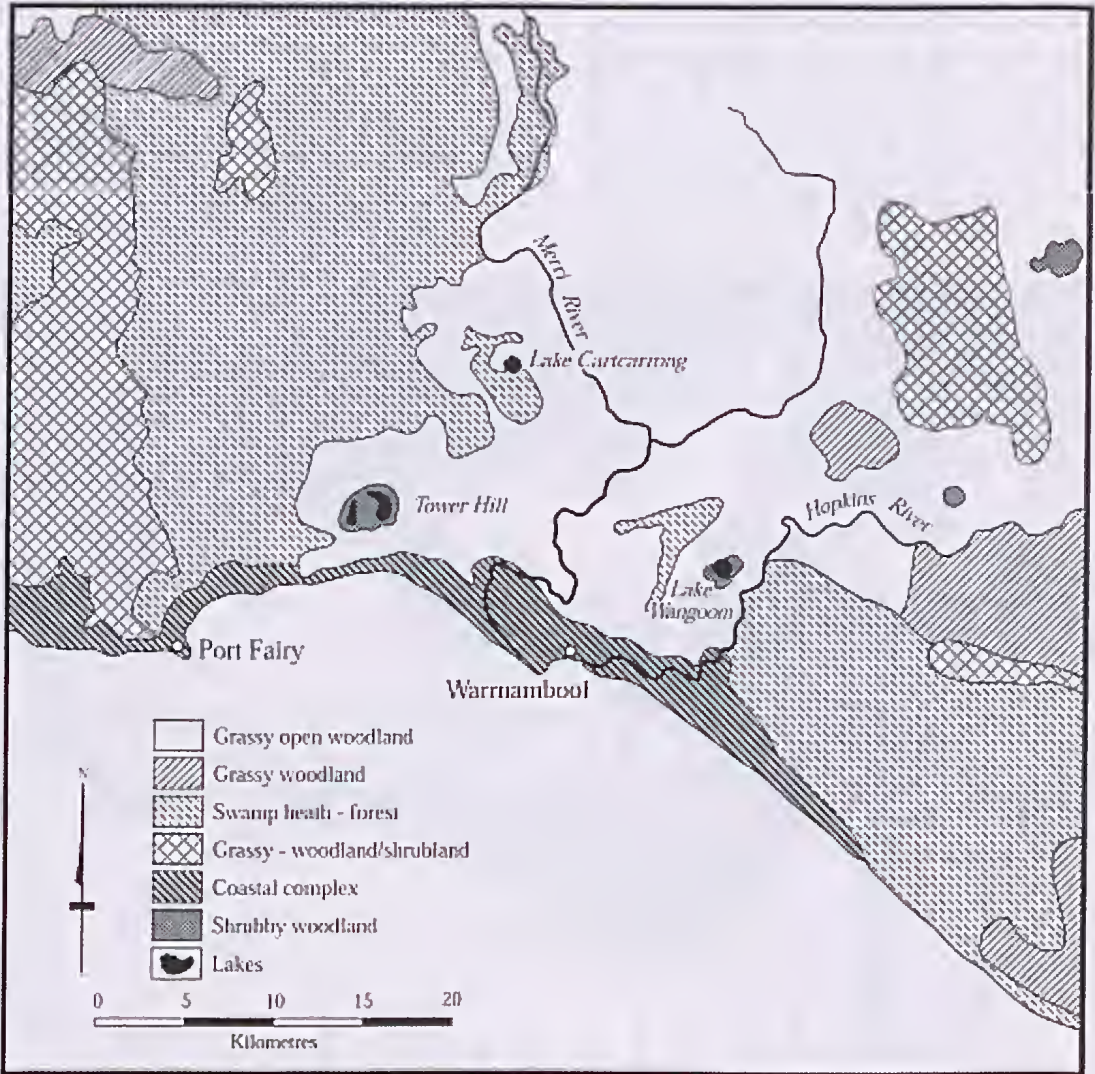 Merri
River
Lake Cartcarrong
Tower Hill
Hopkins
River
Lake
Wangoom
Port Fairy
Warrnambool
Grassy open woodland
Grassy woodland
Swamp heath - forest
Grassy - woodland/shrubland
Coastal complex
Shrubby woodland
Lakes
N
0 5 10 15 20
Kilometres